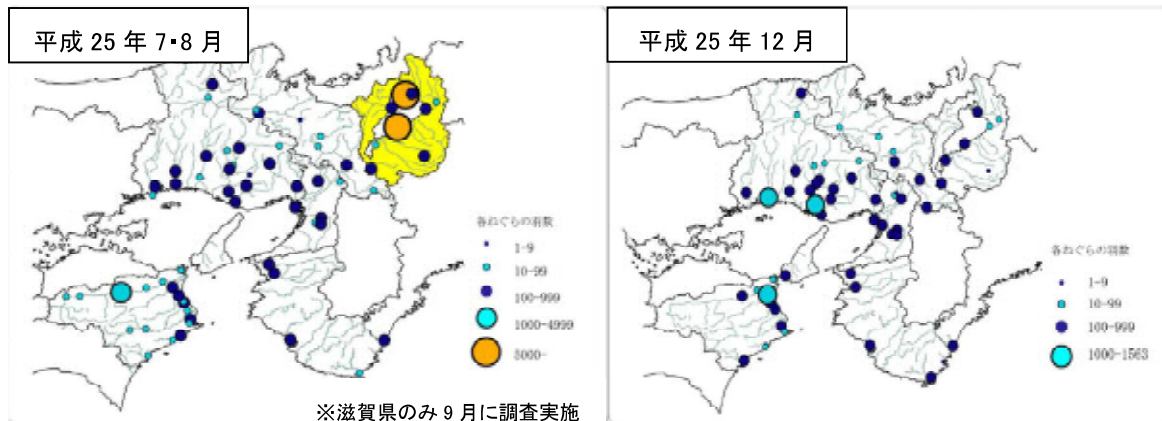 平成 25 年 7・8 月
各ねぐらの羽数
1-9
10-99
100-999
1000-4999
5000-
※滋賀県のみ 9 月に調査実施
平成 25 年 12 月
各ねぐらの羽数
1-9
10-99
100-999
1000-1563